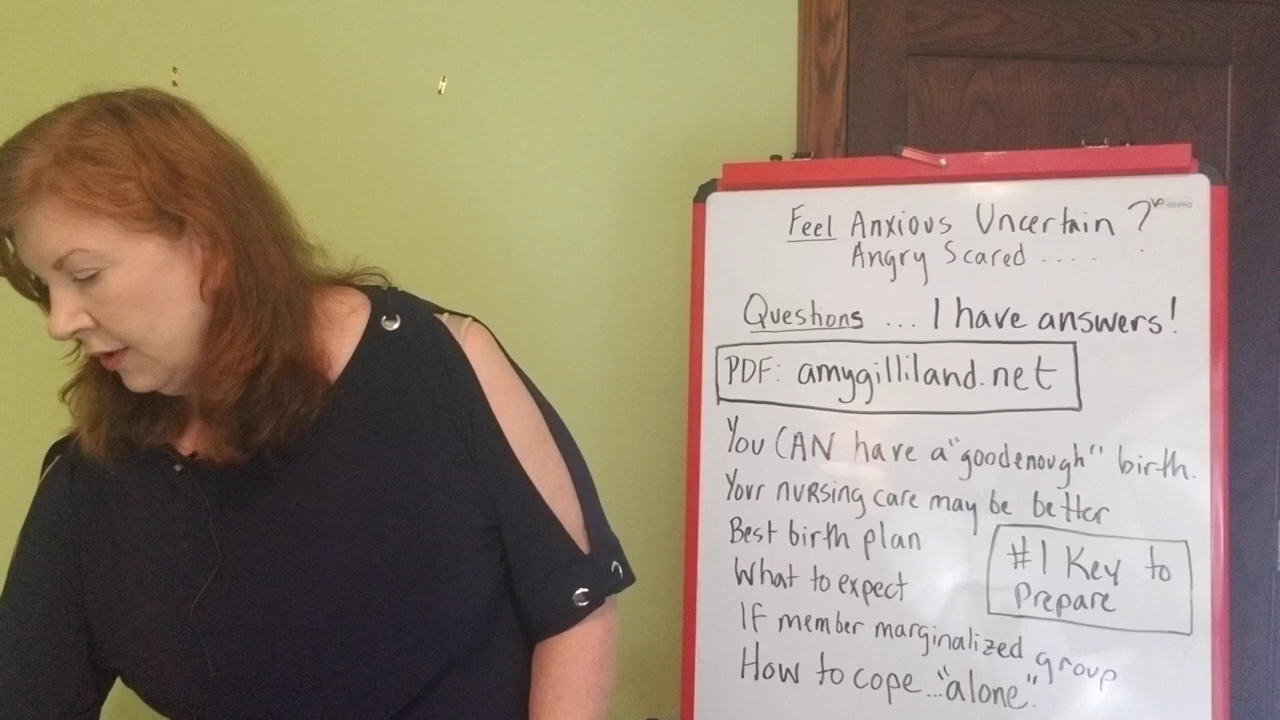 Feel Anxious Uncertain ?
Angry Scared .....
Questions ... I have answers!
PDF: amygilliland.net
You CAN have a "good enough" birth.
Your nursing care may be better
Best birth plan
What to expect
#1 Key to
Prepare
If member marginalized group
How to cope..."alone".